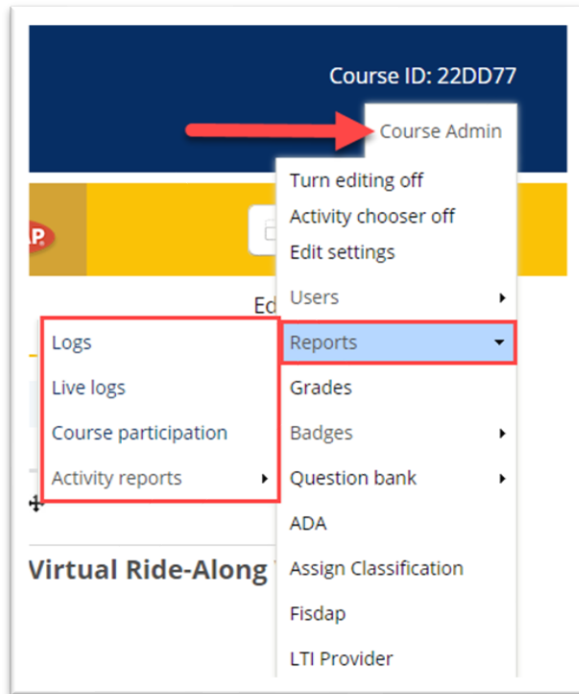 Course ID: 22DD77
Course Admin
Turn editing off
Activity chooser off
Edit settings
Users
Reports
Grades
Badges
Question bank
ADA
Assign Classification
Fisdap
LTI Provider
Logs
Live logs
Course participation
Activity reports
Virtual Ride-Along